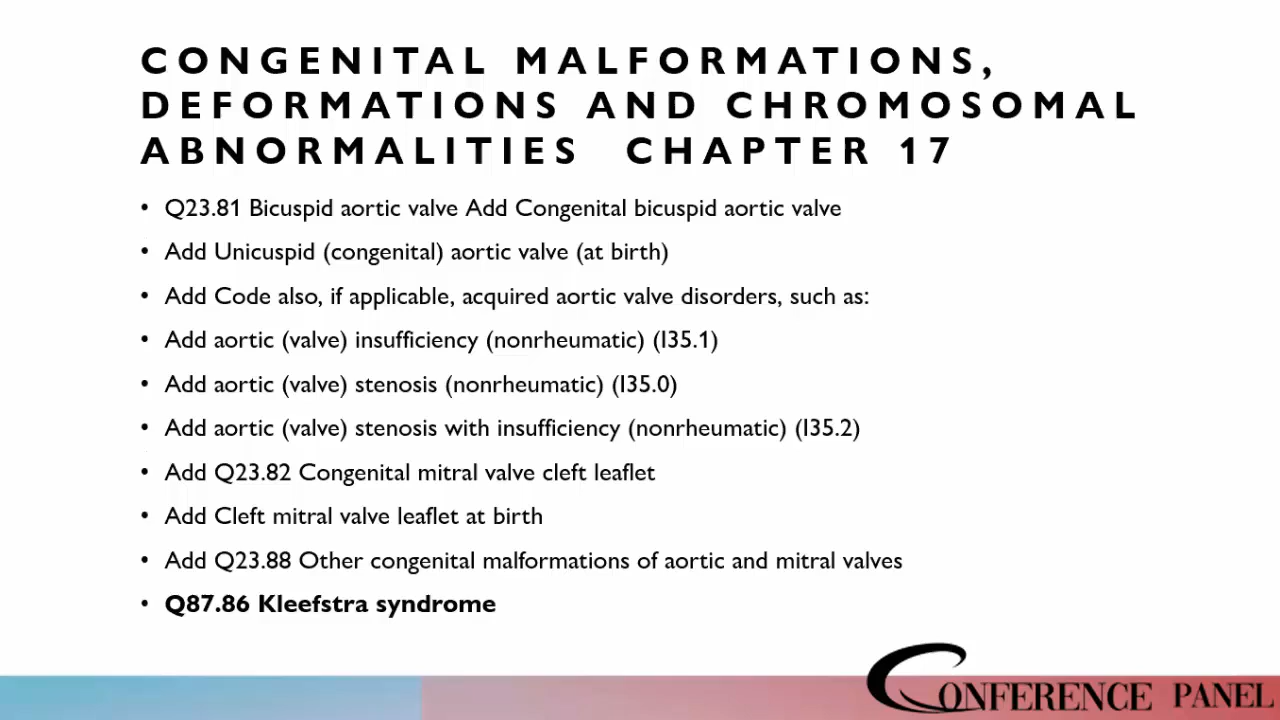 CONGENITAL MALFORMATIONS,
DEFORMATIONS AND CHROMOSOMAL
ABNORMALITIES CHAPTER 17
• Q23.81 Bicuspid aortic valve Add Congenital bicuspid aortic valve
• Add Unicuspid (congenital) aortic valve (at birth)
• Add Code also, if applicable, acquired aortic valve disorders, such as:
• Add aortic (valve) insufficiency (nonrheumatic) (I35.1)
• Add aortic (valve) stenosis (nonrheumatic) (I35.0)
• Add aortic (valve) stenosis with insufficiency (nonrheumatic) (I35.2)
• Add Q23.82 Congenital mitral valve cleft leaflet
• Add Cleft mitral valve leaflet at birth
• Add Q23.88 Other congenital malformations of aortic and mitral valves
• Q87.86 Kleefstra syndrome
CONFERENCE PANEL